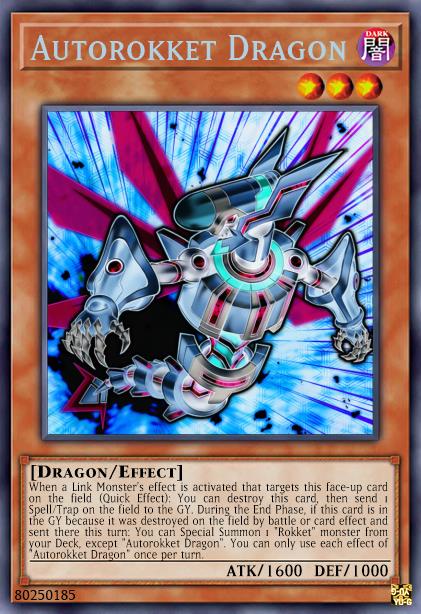 AUTOROKKET DRAGON
DARK
闇
[DRAGON/EFFECT]
When a Link Monster's effect is activated that targets this face-up card
on the field (Quick Effect): You can destroy this card, then send 1
Spell/Trap on the field to the GY. During the End Phase, if this card is in
the GY because it was destroyed on the field by battle or card effect and
sent there this turn: You can Special Summon 1 "Rokket" monster from
your Deck, except "Autorokket Dragon". You can only use each effect of
"Autorokket Dragon" once per turn.
ATK/1600 DEF/1000
80250185